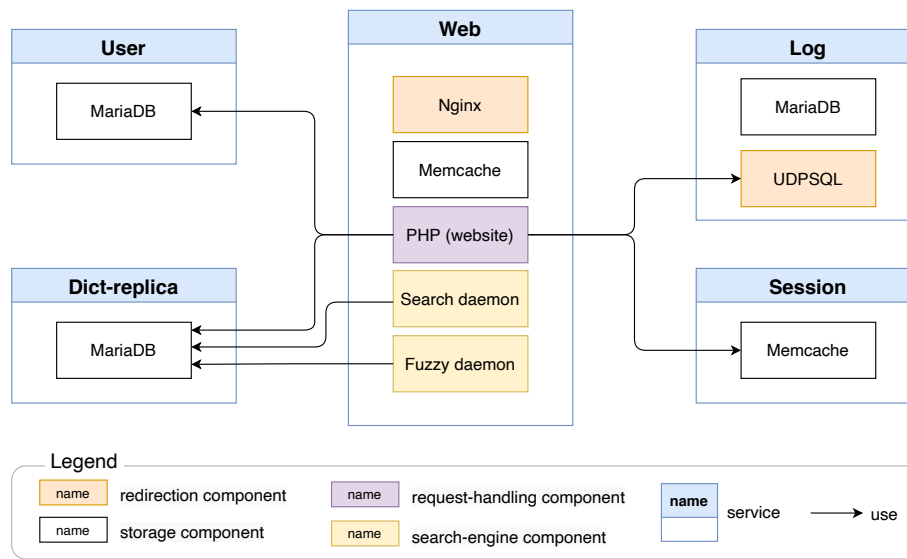 User
MariaDB
Web
Nginx
Memcache
PHP (website)
Search daemon
Fuzzy daemon
Log
MariaDB
UDPSQL
Dict-replica
MariaDB
Session
Memcache
Legend
name redirection component
name request-handling component
name service
use
name storage component
name search-engine component